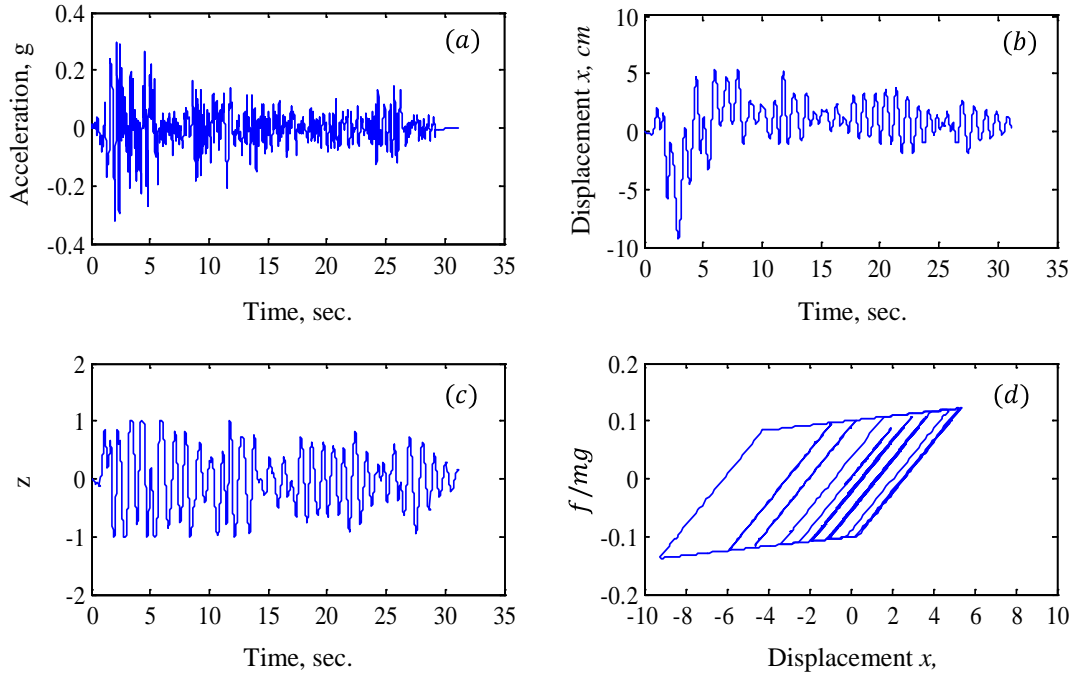 Acceleration, g
0.4
0.2
0
-0.2
-0.4
(a)
0 5 10 15 20 25 30 35
Time, sec.
Displacement x, cm
10
5
0
-5
-10
(b)
0 5 10 15 20 25 30 35
Time, sec.
z
2
1
0
-1
-2
(c)
0 5 10 15 20 25 30 35
Time, sec.
f /mg
0.2
0.1
0
-0.1
-0.2
(d)
-10 -8 -6 -4 -2 0 2 4 6 8 10
Displacement x,